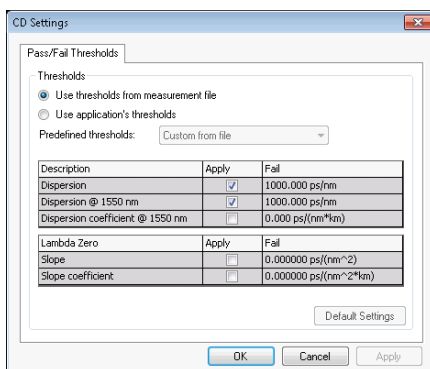 CD Settings
Pass/Fail Thresholds
Thresholds
Use thresholds from measurement file
Use application's thresholds
Predefined thresholds: Custom from file
Description Apply Fail
Dispersion 1000.000 ps/nm
Dispersion @ 1550 nm 1000.000 ps/nm
Dispersion coefficient @ 1550 nm 0.000 ps/(nm*km)
Lambda Zero Apply Fail
Slope 0.000000 ps/(nm^2)
Slope coefficient 0.000000 ps/(nm^2*km)
Default Settings
OK Cancel Apply